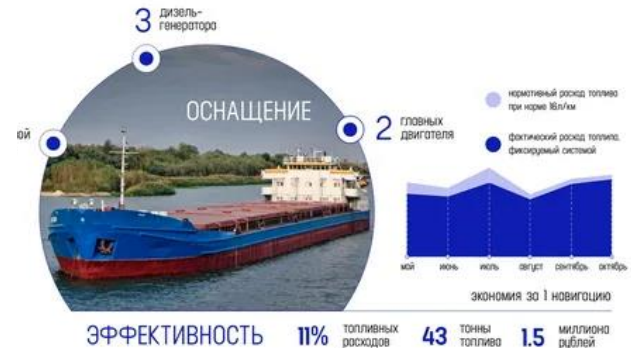 3 дизель-
генератора
ОСНАЩЕНИЕ
ой
2 главных
двигателя
нормативный расход топлива
при норме 16л/км
фактический расход топлива,
фиксируемый системой
май июнь июль август сентябрь октябрь
экономия за 1 навигацию
ЭФФЕКТИВНОСТЬ
11% топливных
расходов
43 тонны
топлива
1.5 миллиона
рублей